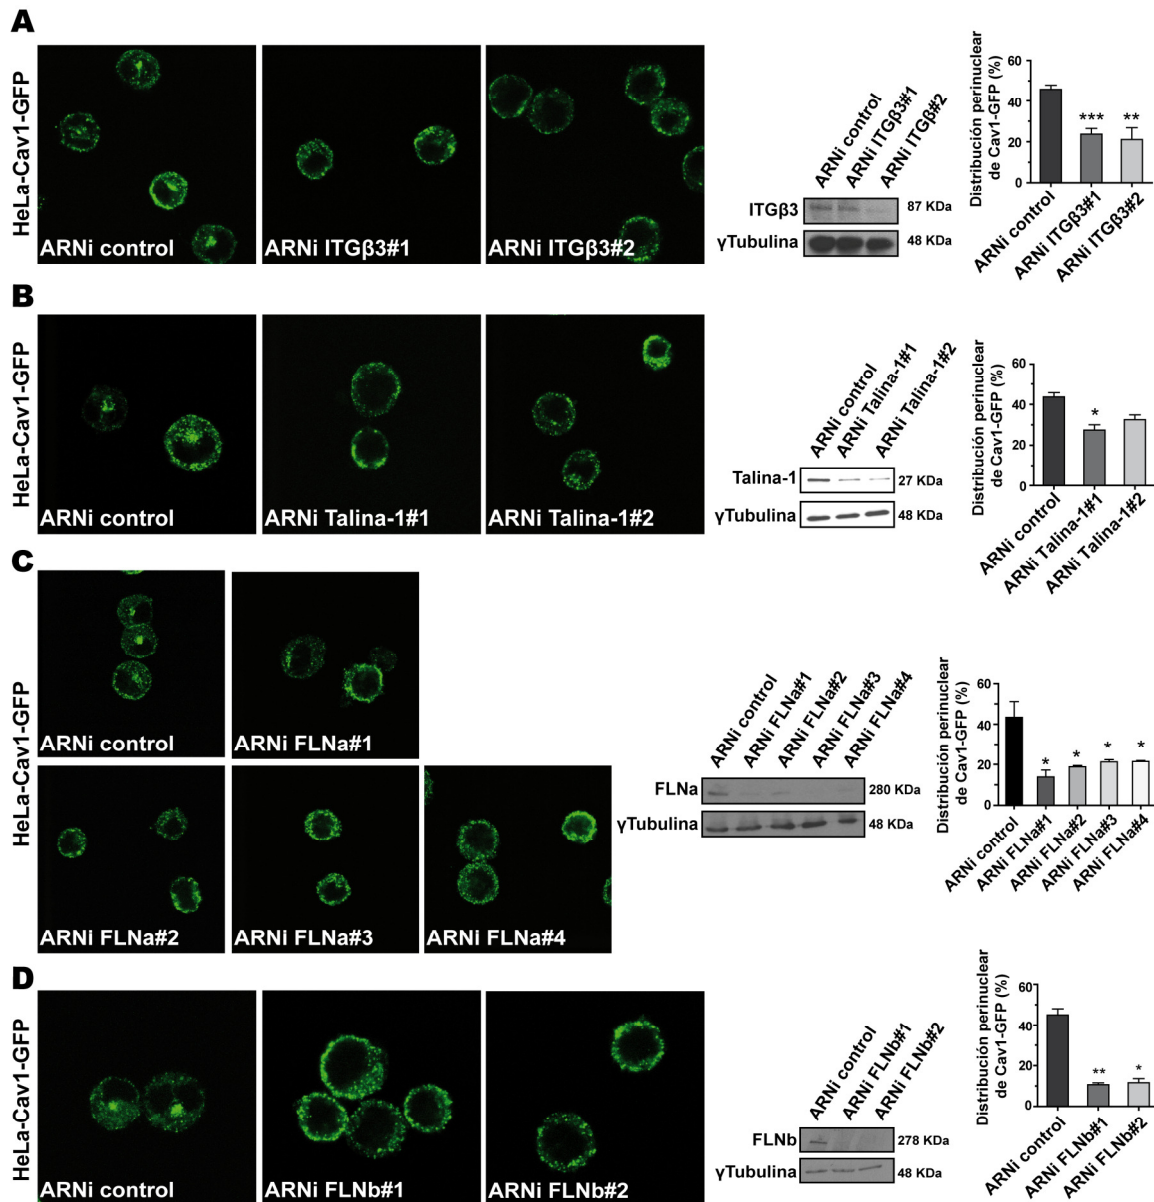 A
HeLa-Cav1-GFP
ARNi control
ARNi ITGβ3#1
ARNi ITGβ3#2
ARNi control
ARNi ITGβ3#1
ARNi ITGβ#2
ITGβ3
87 KDa
γTubulina
48 KDa
Distribución perinuclear
de Cav1-GFP (%)
60
40
20
0
***
**
ARNi control
ARNi ITGβ3#1
ARNi ITGβ3#2
B
HeLa-Cav1-GFP
ARNi control
ARNi Talina-1#1
ARNi Talina-1#2
ARNi control
ARNi Talina-1#1
ARNi Talina-1#2
Talina-1
27 KDa
γTubulina
48 KDa
Distribución perinuclear
de Cav1-GFP (%)
60
40
20
0
*
ARNi control
ARNi Talina-1#1
ARNi Talina-1#2
C
HeLa-Cav1-GFP
ARNi control
ARNi FLNa#1
ARNi FLNa#2
ARNi FLNa#3
ARNi FLNa#4
ARNi control
ARNi FLNa#1
ARNi FLNa#2
ARNi FLNa#3
ARNi FLNa#4
FLNa
280 KDa
γTubulina
48 KDa
Distribución perinuclear
de Cav1-GFP (%)
60
40
20
0
*
*
*
*
ARNi control
ARNi FLNa#1
ARNi FLNa#2
ARNi FLNa#3
ARNi FLNa#4
D
HeLa-Cav1-GFP
ARNi control
ARNi FLNb#1
ARNi FLNb#2
ARNi control
ARNi FLNb#1
ARNi FLNb#2
FLNb
278 KDa
γTubulina
48 KDa
Distribución perinuclear
de Cav1-GFP (%)
60
40
20
0
**
*
ARNi control
ARNi FLNb#1
ARNi FLNb#2